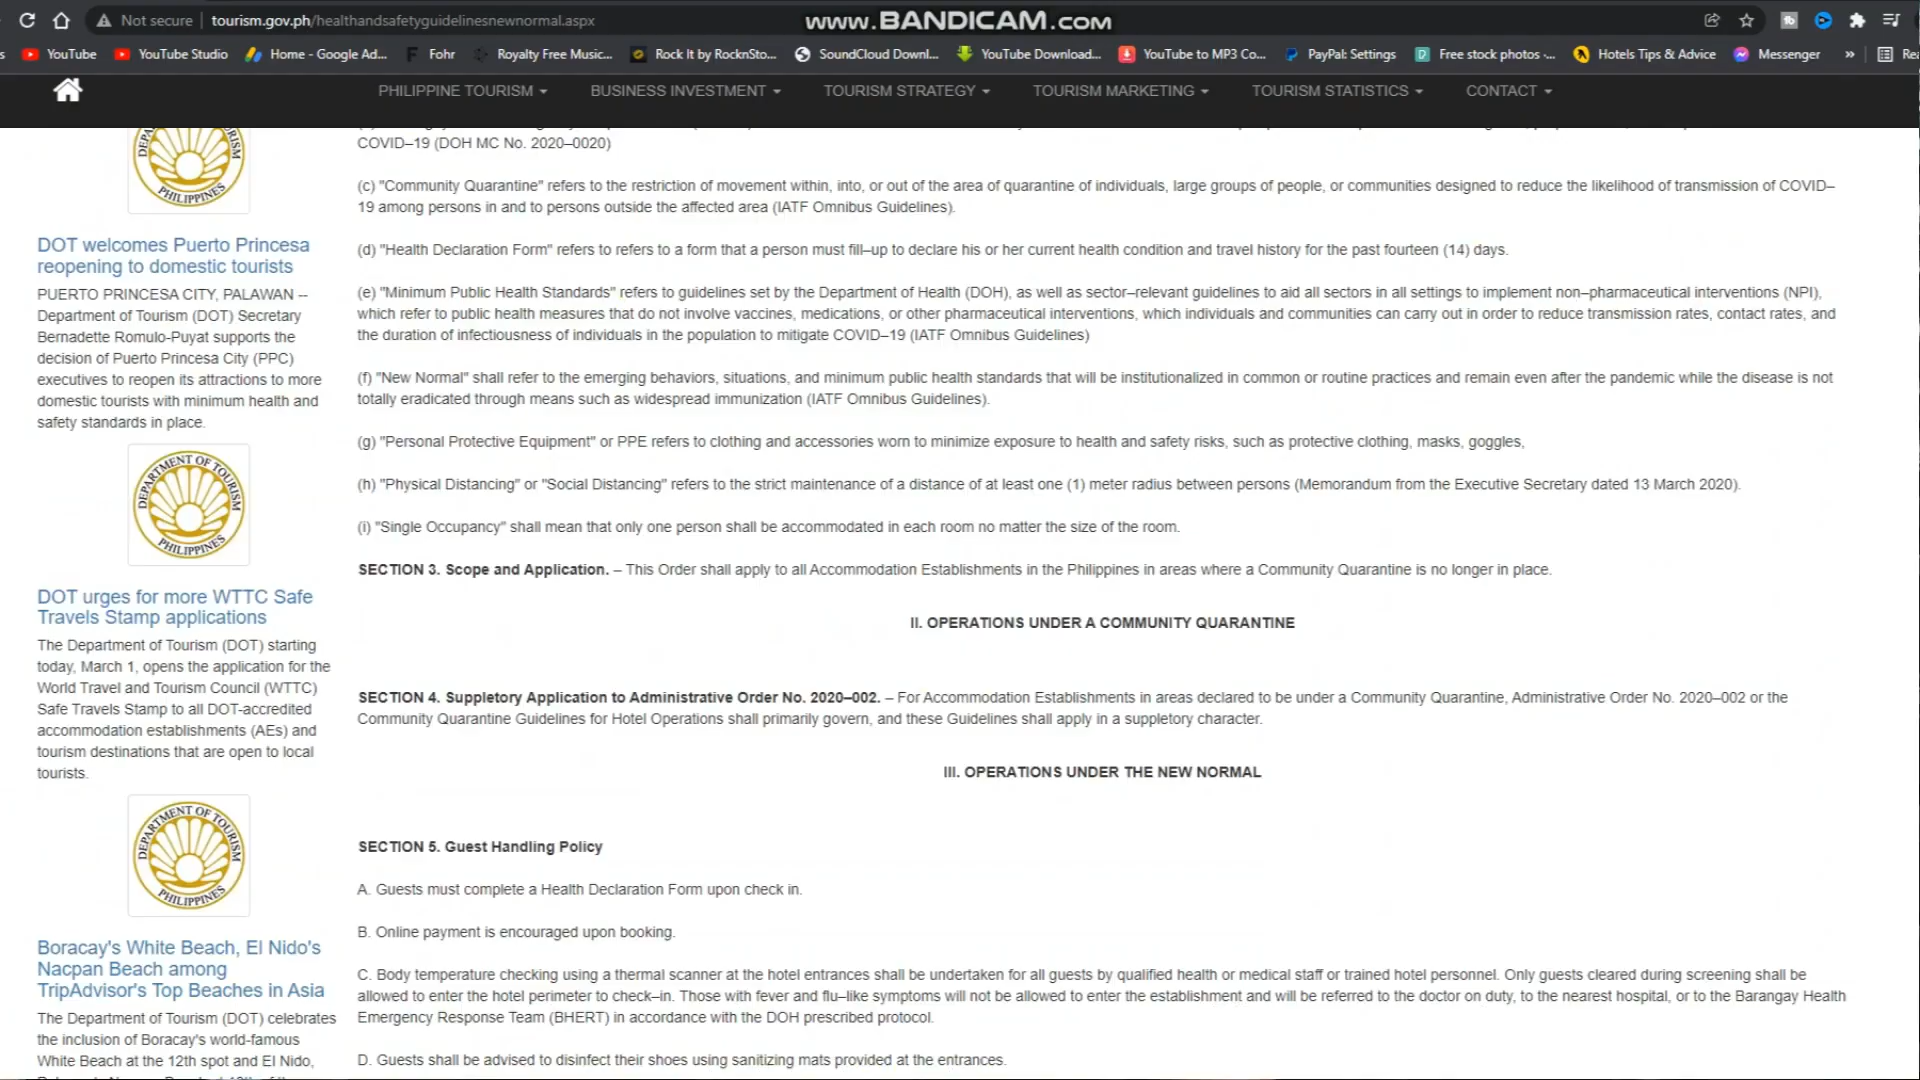 Not secure tourism.gov.ph/healthandsafetyguidelinesnewnormal.aspx
www.BANDICAM.com
YouTube YouTube Studio Home - Google Ad... Fohr Royalty Free Music... Rock It by RocknSto... SoundCloud Downl... YouTube Download... YouTube to MP3 Co... PayPal: Settings Free stock photos -... Hotels Tips & Advice Messenger »
PHILIPPINE TOURISM BUSINESS INVESTMENT TOURISM STRATEGY TOURISM MARKETING TOURISM STATISTICS CONTACT
PHILIPPINES
DOT welcomes Puerto Princesa
reopening to domestic tourists
PUERTO PRINCESA CITY, PALAWAN --
Department of Tourism (DOT) Secretary
Bernadette Romulo-Puyat supports the
decision of Puerto Princesa City (PPC)
executives to reopen its attractions to more
domestic tourists with minimum health and
safety standards in place.
DEPARTMENT OF TOURISM
PHILIPPINES
DOT urges for more WTTC Safe
Travels Stamp applications
The Department of Tourism (DOT) starting
today, March 1, opens the application for the
World Travel and Tourism Council (WTTC)
Safe Travels Stamp to all DOT-accredited
accommodation establishments (AEs) and
tourism destinations that are open to local
tourists.
DEPARTMENT OF TOURISM
PHILIPPINES
Boracay's White Beach, El Nido's
Nacpan Beach among
TripAdvisor's Top Beaches in Asia
The Department of Tourism (DOT) celebrates
the inclusion of Boracay's world-famous
White Beach at the 12th spot and El Nido,
COVID–19 (DOH MC No. 2020–0020)
(c) "Community Quarantine" refers to the restriction of movement within, into, or out of the area of quarantine of individuals, large groups of people, or communities designed to reduce the likelihood of transmission of COVID–
19 among persons in and to persons outside the affected area (IATF Omnibus Guidelines).
(d) "Health Declaration Form" refers to refers to a form that a person must fill–up to declare his or her current health condition and travel history for the past fourteen (14) days.
(e) "Minimum Public Health Standards" refers to guidelines set by the Department of Health (DOH), as well as sector–relevant guidelines to aid all sectors in all settings to implement non–pharmaceutical interventions (NPI),
which refer to public health measures that do not involve vaccines, medications, or other pharmaceutical interventions, which individuals and communities can carry out in order to reduce transmission rates, contact rates, and
the duration of infectiousness of individuals in the population to mitigate COVID–19 (IATF Omnibus Guidelines)
(f) "New Normal" shall refer to the emerging behaviors, situations, and minimum public health standards that will be institutionalized in common or routine practices and remain even after the pandemic while the disease is not
totally eradicated through means such as widespread immunization (IATF Omnibus Guidelines).
(g) "Personal Protective Equipment" or PPE refers to clothing and accessories worn to minimize exposure to health and safety risks, such as protective clothing, masks, goggles,
(h) "Physical Distancing" or "Social Distancing" refers to the strict maintenance of a distance of at least one (1) meter radius between persons (Memorandum from the Executive Secretary dated 13 March 2020).
(i) "Single Occupancy" shall mean that only one person shall be accommodated in each room no matter the size of the room.
SECTION 3. Scope and Application. – This Order shall apply to all Accommodation Establishments in the Philippines in areas where a Community Quarantine is no longer in place.
II. OPERATIONS UNDER A COMMUNITY QUARANTINE
SECTION 4. Suppletory Application to Administrative Order No. 2020–002. – For Accommodation Establishments in areas declared to be under a Community Quarantine, Administrative Order No. 2020–002 or the
Community Quarantine Guidelines for Hotel Operations shall primarily govern, and these Guidelines shall apply in a suppletory character.
III. OPERATIONS UNDER THE NEW NORMAL
SECTION 5. Guest Handling Policy
A. Guests must complete a Health Declaration Form upon check in.
B. Online payment is encouraged upon booking.
C. Body temperature checking using a thermal scanner at the hotel entrances shall be undertaken for all guests by qualified health or medical staff or trained hotel personnel. Only guests cleared during screening shall be
allowed to enter the hotel perimeter to check–in. Those with fever and flu–like symptoms will not be allowed to enter the establishment and will be referred to the doctor on duty, to the nearest hospital, or to the Barangay Health
Emergency Response Team (BHERT) in accordance with the DOH prescribed protocol.
D. Guests shall be advised to disinfect their shoes using sanitizing mats provided at the entrances.